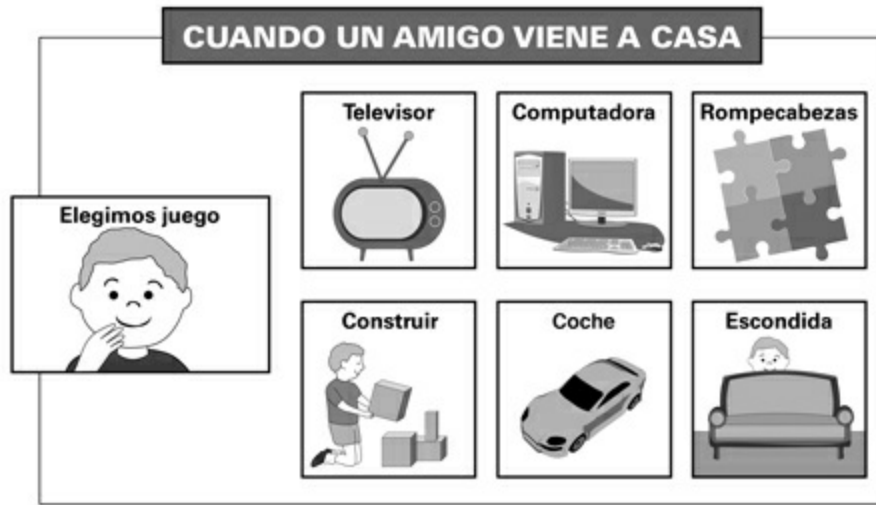 CUANDO UN AMIGO VIENE A CASA
Elegimos juego
Televisor
Computadora
Rompecabezas
Construir
Coche
Escondida